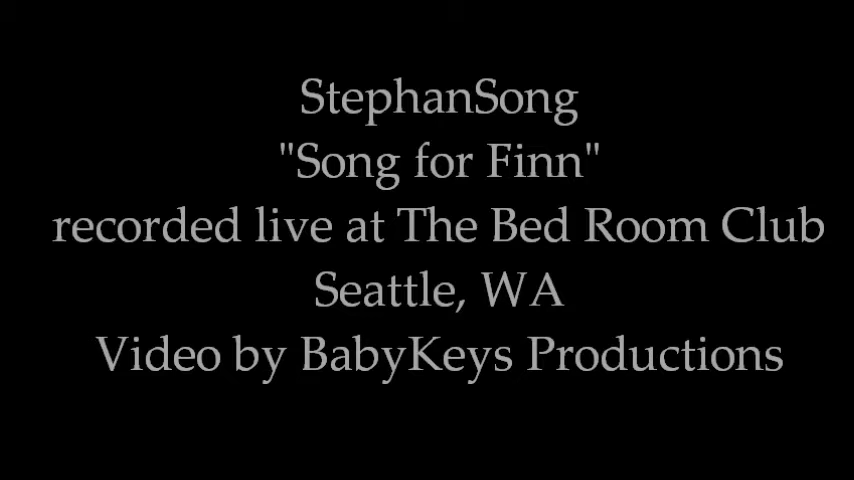 StephanSong
"Song for Finn"
recorded live at The Bed Room Club
Seattle, WA
Video by BabyKeys Productions